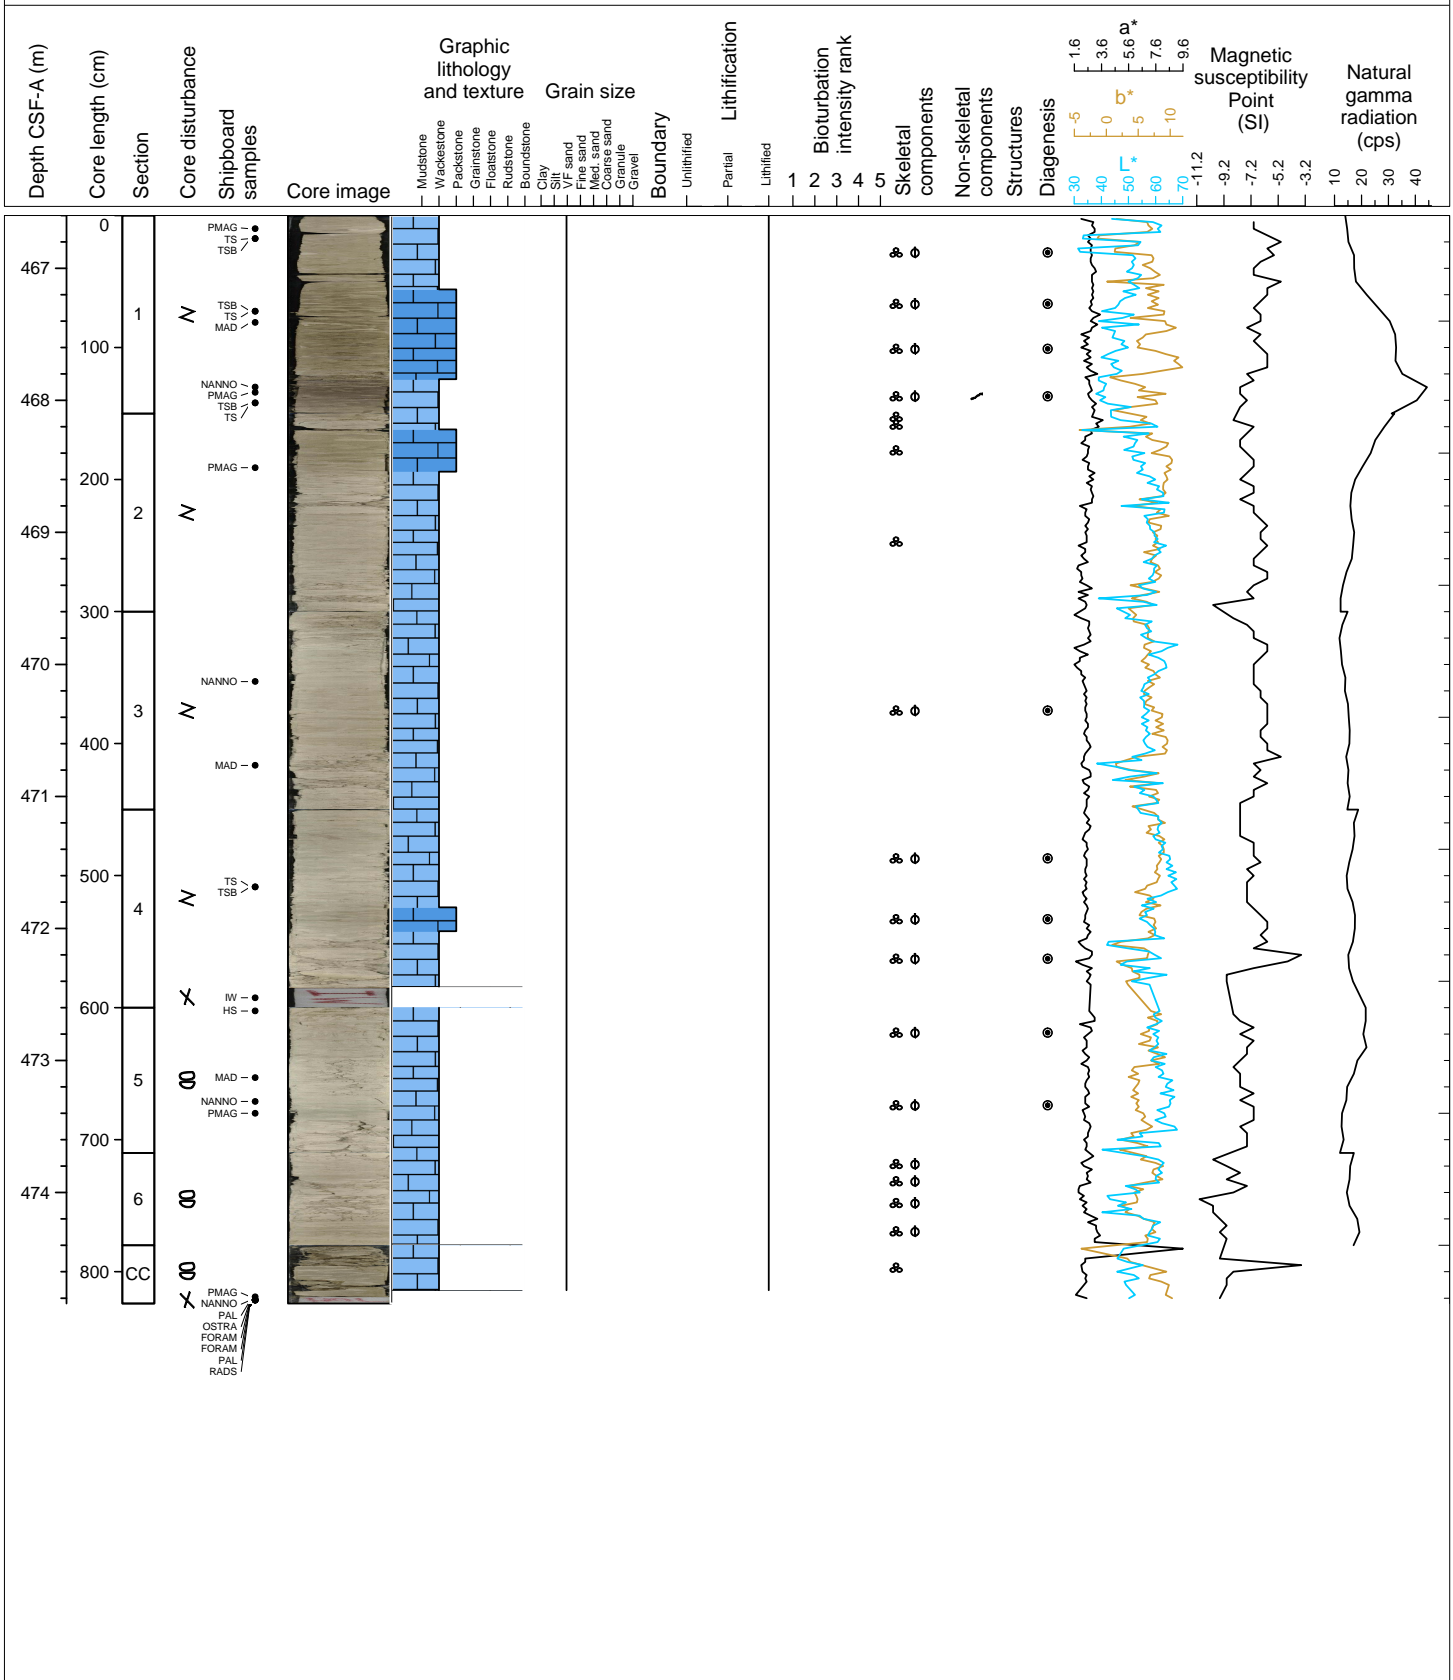 Depth CSF-A (m)
Core length (cm)
Section
Core disturbance
Shipboard
samples
Core image
Graphic
lithology
and texture
Mudstone
Wackestone
Packstone
Grainstone
Floatstone
Rudstone
Boundstone
Grain size
Clay
Silt
VF sand
Fine sand
Med. sand
Coarse sand
Granule
Gravel
Boundary
Lithification
Unlithified
Partial
Lithified
Bioturbation
intensity rank
1 2 3 4 5
Skeletal
components
Non-skeletal
components
Structures
Diagenesis
a*
1.6 3.6 5.6 7.6 9.6
b*
-5 0 5 10
L*
30 40 50 60 70
Magnetic
susceptibility
Point
(SI)
-11.2 -9.2 -7.2 -5.2 -3.2
Natural
gamma
radiation
(cps)
10 20 30 40
0
PMAG
TS
TSB
467
TSB
1
TS
MAD
100
NANNO
PMAG
468
TSB
TS
PMAG
200
2
469
300
470
NANNO
3
400
MAD
471
500
TS
TSB
4
472
IW
600
HS
473
5
MAD
NANNO
PMAG
700
474
6
800
CC
PMAG
NANNO
PAL
OSTRA
FORAM
FORAM
PAL
RADS